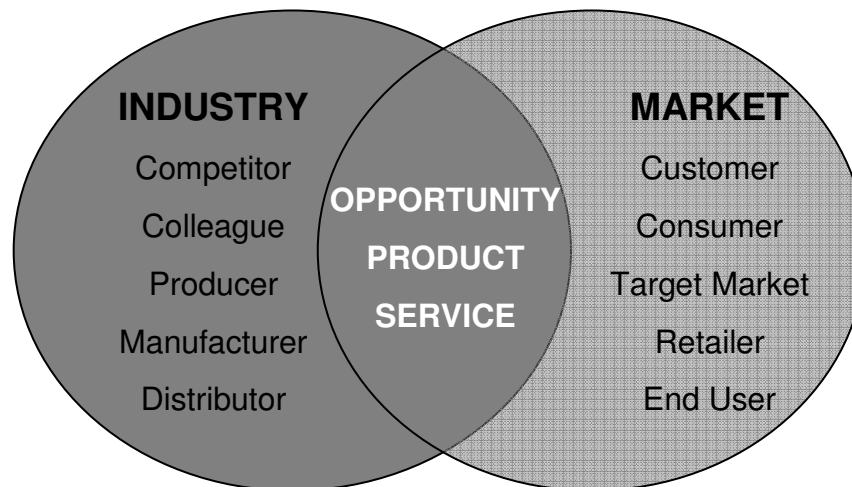 INDUSTRY
Competitor
Colleague
Producer
Manufacturer
Distributor
OPPORTUNITY
PRODUCT
SERVICE
MARKET
Customer
Consumer
Target Market
Retailer
End User